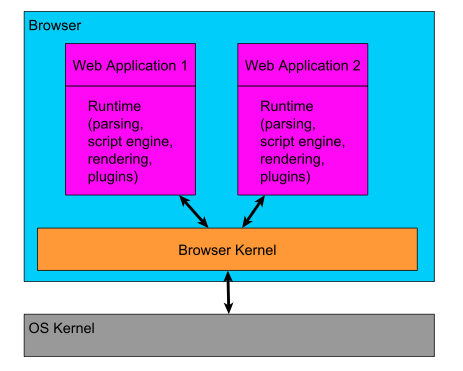 Browser
Web Application 1
Runtime
(parsing,
script engine,
rendering,
plugins)
Web Application 2
Runtime
(parsing,
script engine,
rendering,
plugins)
Browser Kernel
OS Kernel